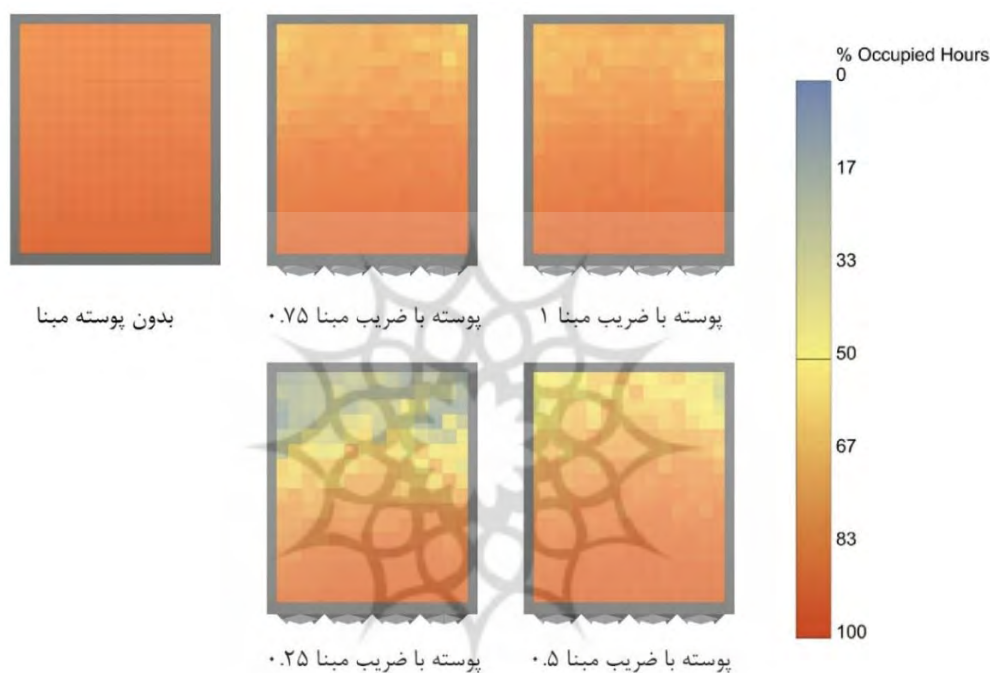 % Occupied Hours
0
17
33
50
67
83
100
بدون پوسته مبنا
پوسته با ضریب مبنا ۰.۷۵
پوسته با ضریب مبنا ۱
پوسته با ضریب مبنا ۰.۲۵
پوسته با ضریب مبنا ۰.۵